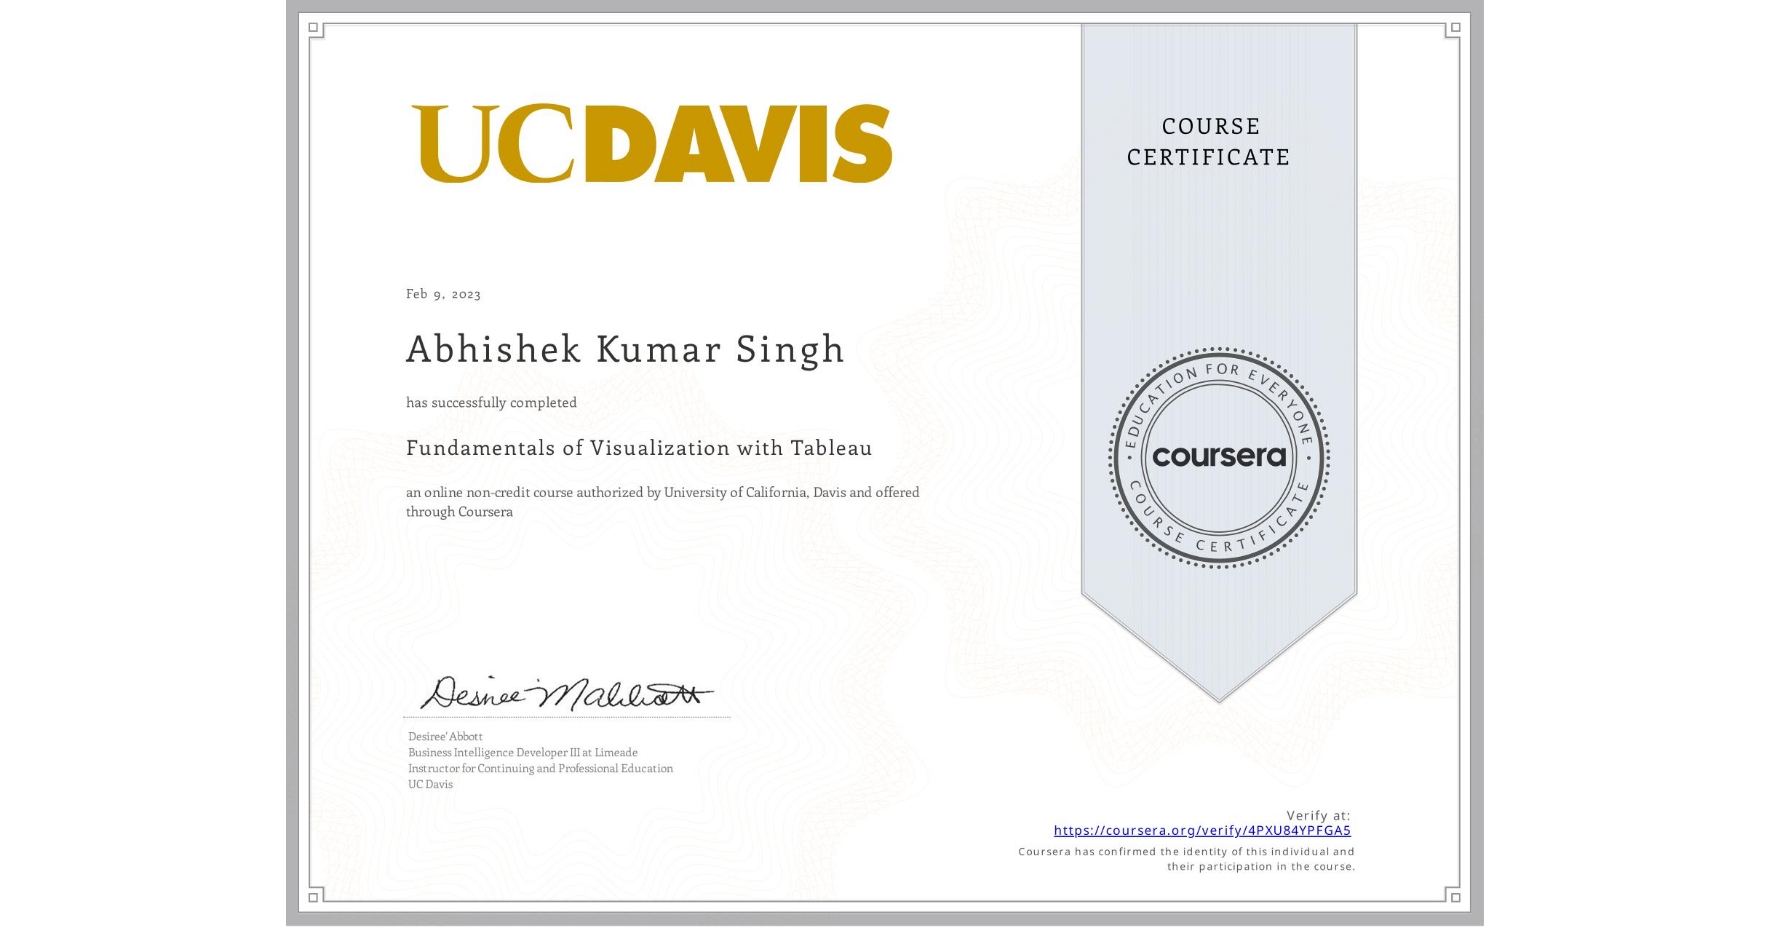 UCDAVIS
COURSE
CERTIFICATE
Feb 9, 2023
Abhishek Kumar Singh
has successfully completed
Fundamentals of Visualization with Tableau
an online non-credit course authorized by University of California, Davis and offered
through Coursera
EDUCATION FOR EVERYONE
coursera
COURSE CERTIFICATE
Desiree' Abbott
Business Intelligence Developer III at Limeade
Instructor for Continuing and Professional Education
UC Davis
Verify at:
https://coursera.org/verify/4PXU84YPFGA5
Coursera has confirmed the identity of this individual and
their participation in the course.